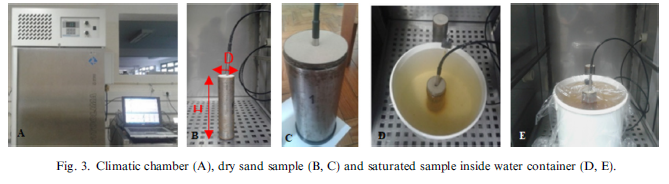 D
H
A
B
C
D
E
Fig. 3. Climatic chamber (A), dry sand sample (B, C) and saturated sample inside water container (D, E).